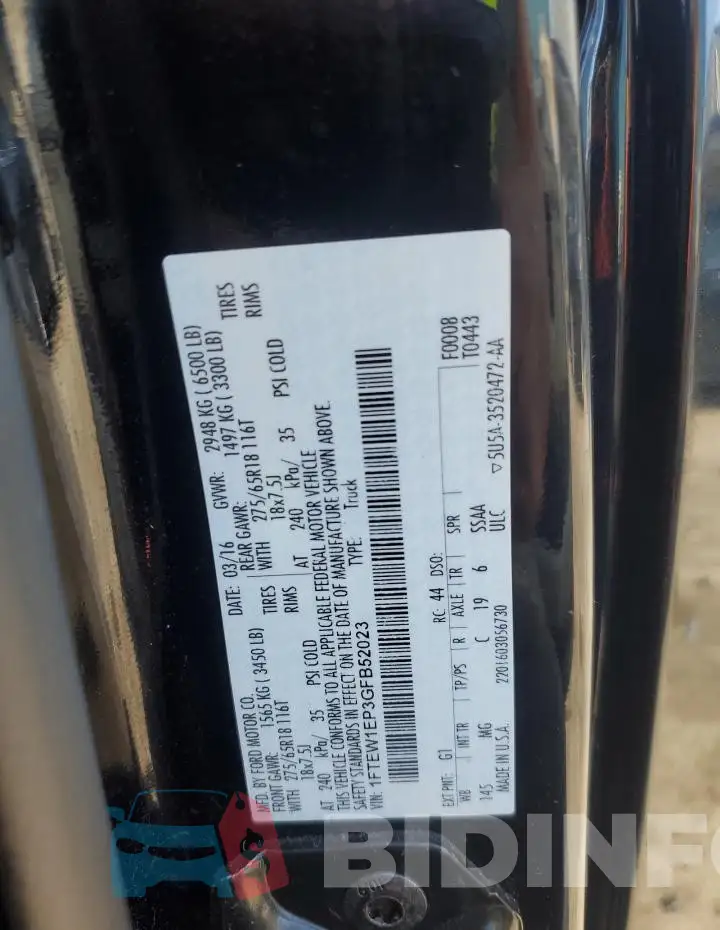 MFD. BY FORD MOTOR CO.
DATE: 03/16 GVWR: 2948 KG ( 6500 LB)
FRONT GAWR: 1565 KG ( 3450 LB) REAR GAWR: 1497 KG ( 3300 LB)
WITH 275/65R18 116T TIRES WITH 275/65R18 116T TIRES
18x7.5J RIMS 18x7.5J RIMS
AT 240 kPa/ 35 PSI COLD AT 240 kPa/ 35 PSI COLD
THIS VEHICLE CONFORMS TO ALL APPLICABLE FEDERAL MOTOR VEHICLE
SAFETY STANDARDS IN EFFECT ON THE DATE OF MANUFACTURE SHOWN ABOVE.
VIN: 1FTEW1EP3GFB52023 TYPE: Truck
EXT PNT: G1 RC: 44 DSO: F0008
WB INT TR TP/PS R AXLE TR SPR T0443
145 MG C 19 6 SSAA
MADE IN U.S.A. 2201603056730 ULC
▽5U5A-3520472-AA
BIDINFO